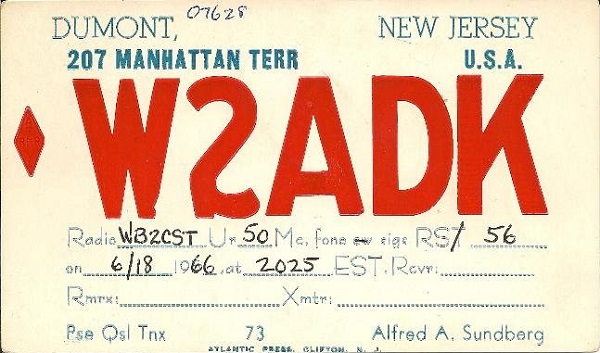 DUMONT, 07628 NEW JERSEY
207 MANHATTAN TERR U.S.A.
W2ADK
Radio WB2CST Ur 50 Mc, fone cw sigs RST/ 56
on 6/18 1966, at 2025 EST. Rcvr:
Rmrx: Xmtr:
Pse Qsl Tnx 73 Alfred A. Sundberg
ATLANTIC PRESS, CLIFTON, N. J.